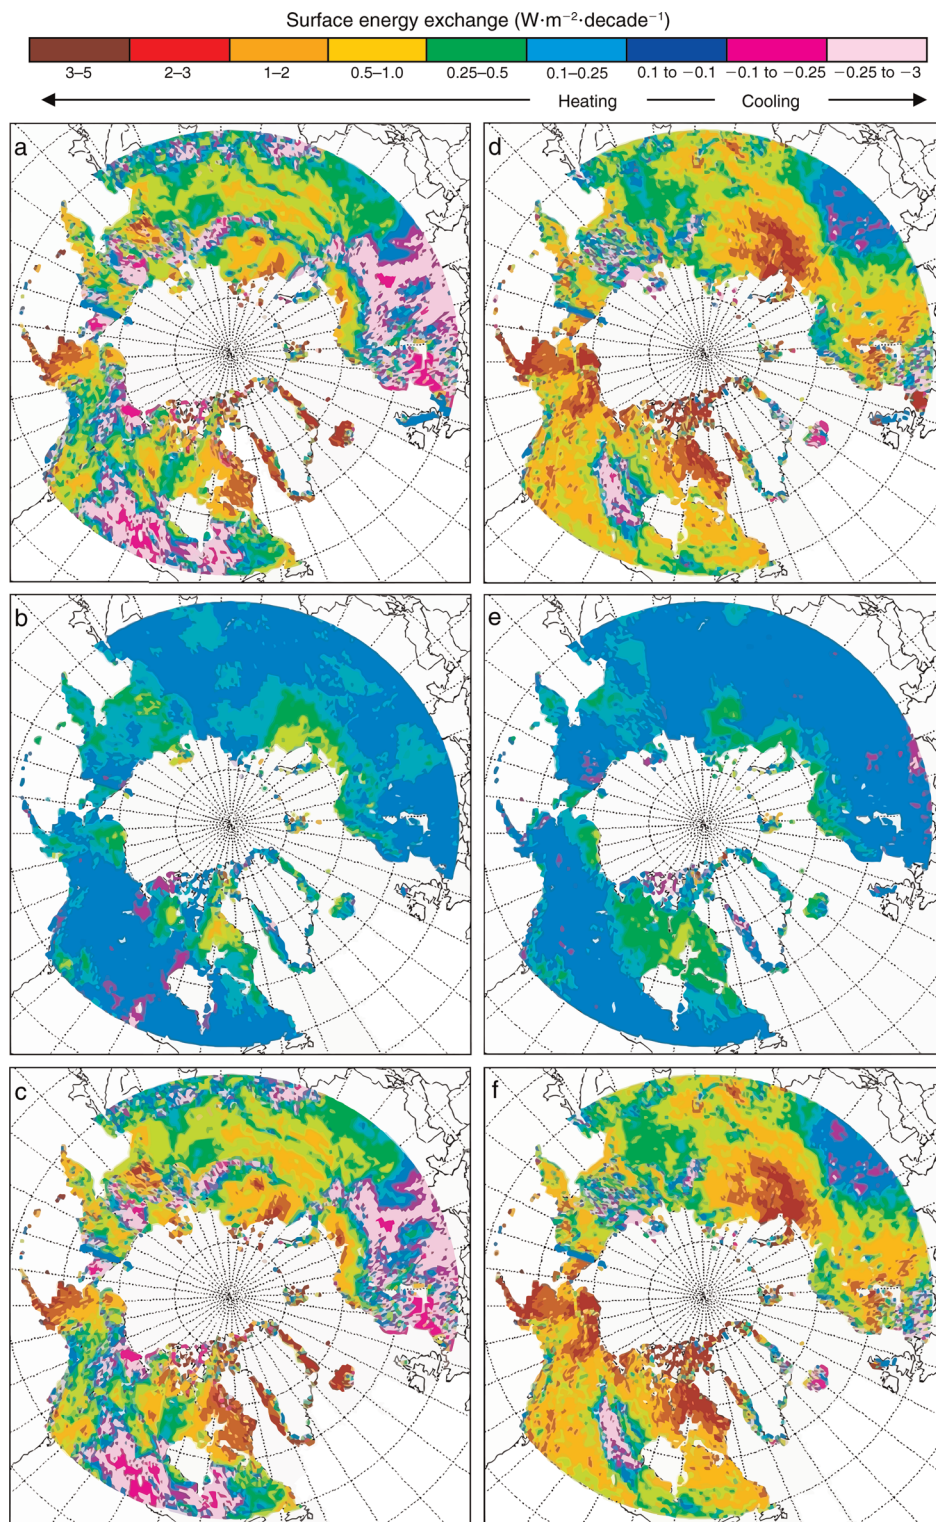 Surface energy exchange (W·m⁻²·decade⁻¹)
3–5 2–3 1–2 0.5–1.0 0.25–0.5 0.1–0.25 0.1 to −0.1 −0.1 to −0.25 −0.25 to −3
Heating Cooling
a d
b e
c f